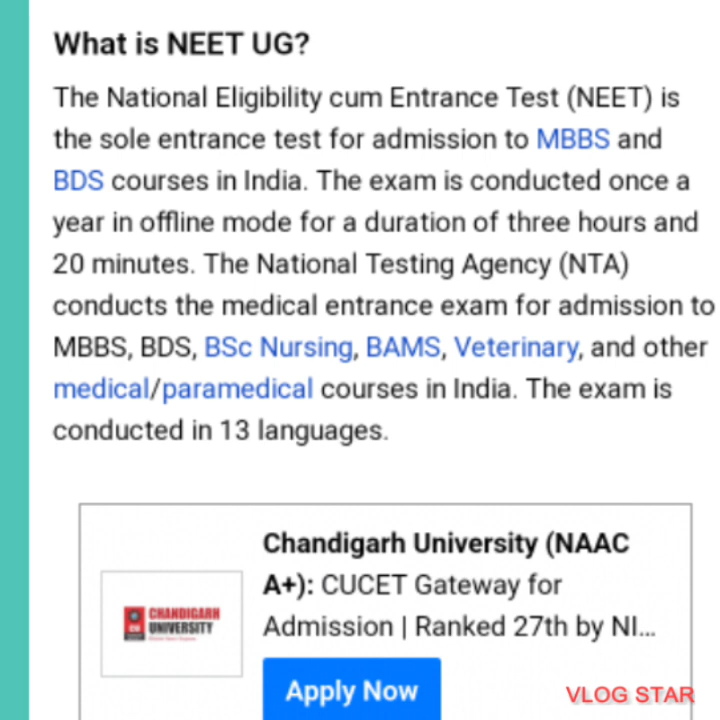 What is NEET UG?
The National Eligibility cum Entrance Test (NEET) is
the sole entrance test for admission to MBBS and
BDS courses in India. The exam is conducted once a
year in offline mode for a duration of three hours and
20 minutes. The National Testing Agency (NTA)
conducts the medical entrance exam for admission to
MBBS, BDS, BSc Nursing, BAMS, Veterinary, and other
medical/paramedical courses in India. The exam is
conducted in 13 languages.
Chandigarh University (NAAC
A+): CUCET Gateway for
Admission | Ranked 27th by NI...
CHANDIGARH
UNIVERSITY
Apply Now
VLOG STAR